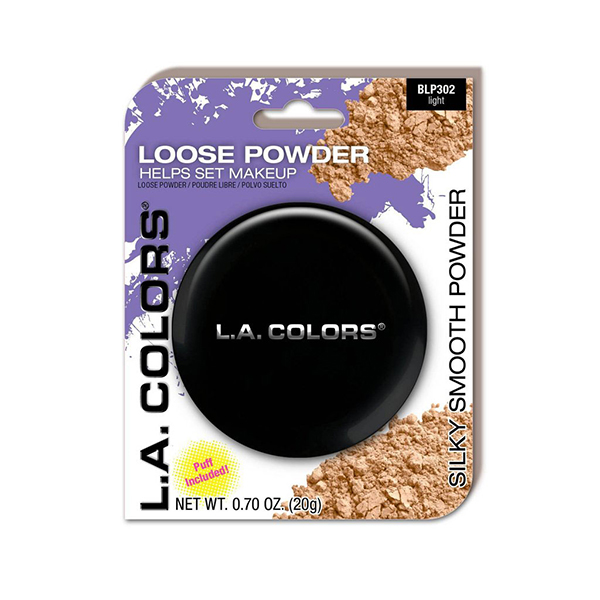 BLP302
light
LOOSE POWDER
HELPS SET MAKEUP
LOOSE POWDER / POUDRE LIBRE / POLVO SUELTO
L.A. COLORS®
L.A. COLORS®
SILKY SMOOTH POWDER
Puff
Included!
NET WT. 0.70 OZ. (20g)